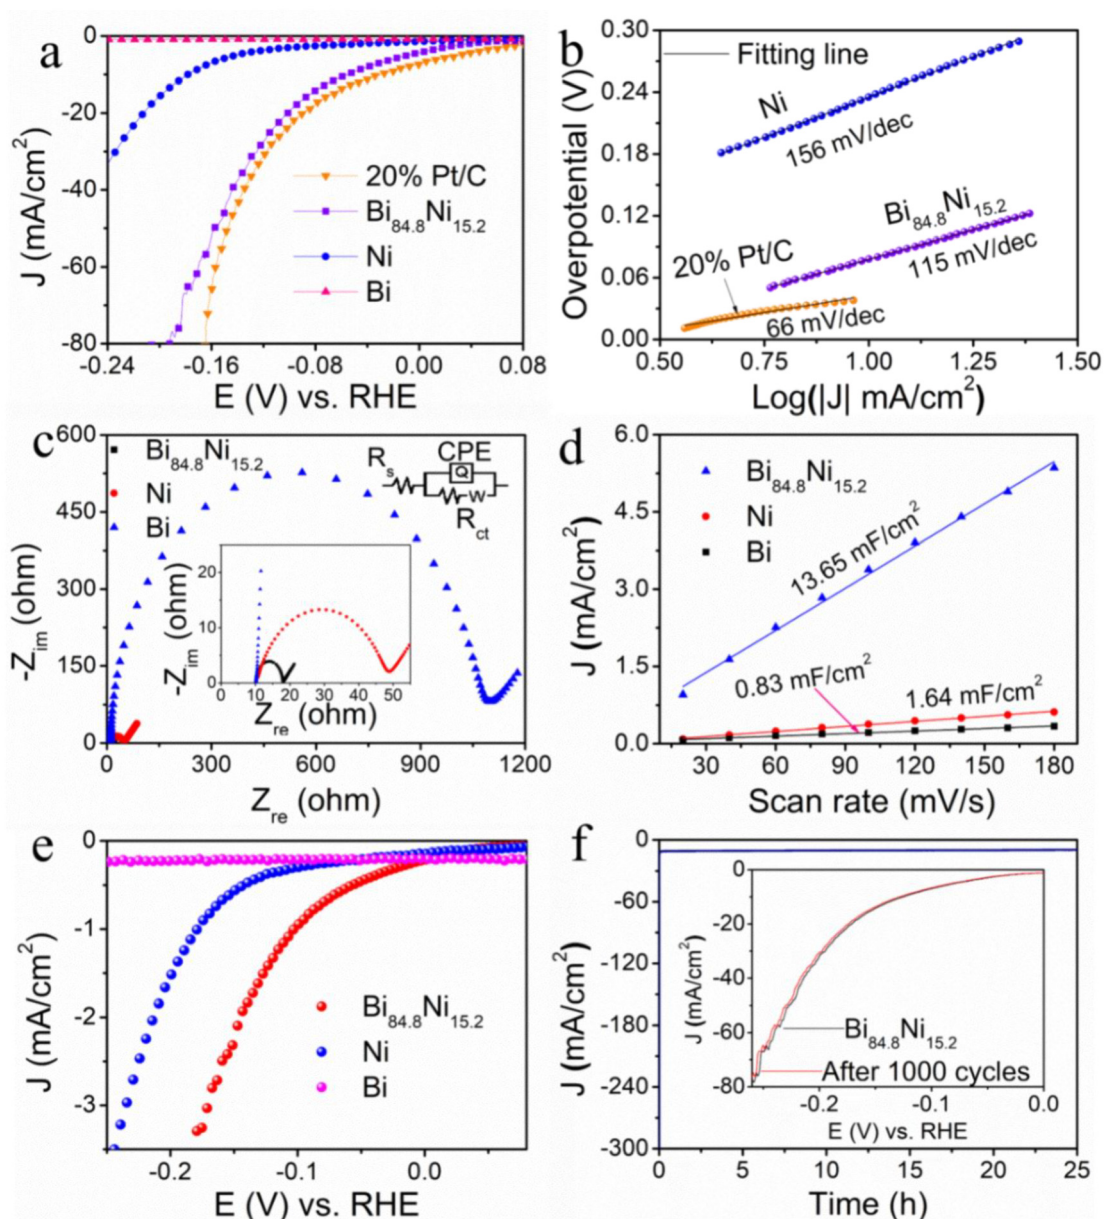 a
0
-20
-40
-60
-80
J (mA/cm²)
20% Pt/C
Bi₈₄.₈Ni₁₅.₂
Ni
Bi
-0.24 -0.16 -0.08 0.00 0.08
E (V) vs. RHE
b
0.30
0.24
0.18
0.12
0.06
0.00
Overpotential (V)
Fitting line
Ni
156 mV/dec
Bi₈₄.₈Ni₁₅.₂
115 mV/dec
20% Pt/C
66 mV/dec
0.50 0.75 1.00 1.25 1.50
Log(|J| mA/cm²)
c
600
450
300
150
0
-Z_im (ohm)
Bi₈₄.₈Ni₁₅.₂
Ni
Bi
R_s
CPE
Q
W
R_ct
20
10
0
-Z_im (ohm)
0 10 20 30 40 50
Z_re (ohm)
0 300 600 900 1200
Z_re (ohm)
d
6.0
4.5
3.0
1.5
0.0
J (mA/cm²)
Bi₈₄.₈Ni₁₅.₂
Ni
Bi
13.65 mF/cm²
0.83 mF/cm²
1.64 mF/cm²
30 60 90 120 150 180
Scan rate (mV/s)
e
0
-1
-2
-3
J (mA/cm²)
Bi₈₄.₈Ni₁₅.₂
Ni
Bi
-0.2 -0.1 0.0
E (V) vs. RHE
f
0
-60
-120
-180
-240
-300
J (mA/cm²)
0
-20
-40
-60
-80
J (mA/cm²)
Bi₈₄.₈Ni₁₅.₂
After 1000 cycles
-0.2 -0.1 0.0
E (V) vs. RHE
0 5 10 15 20 25
Time (h)